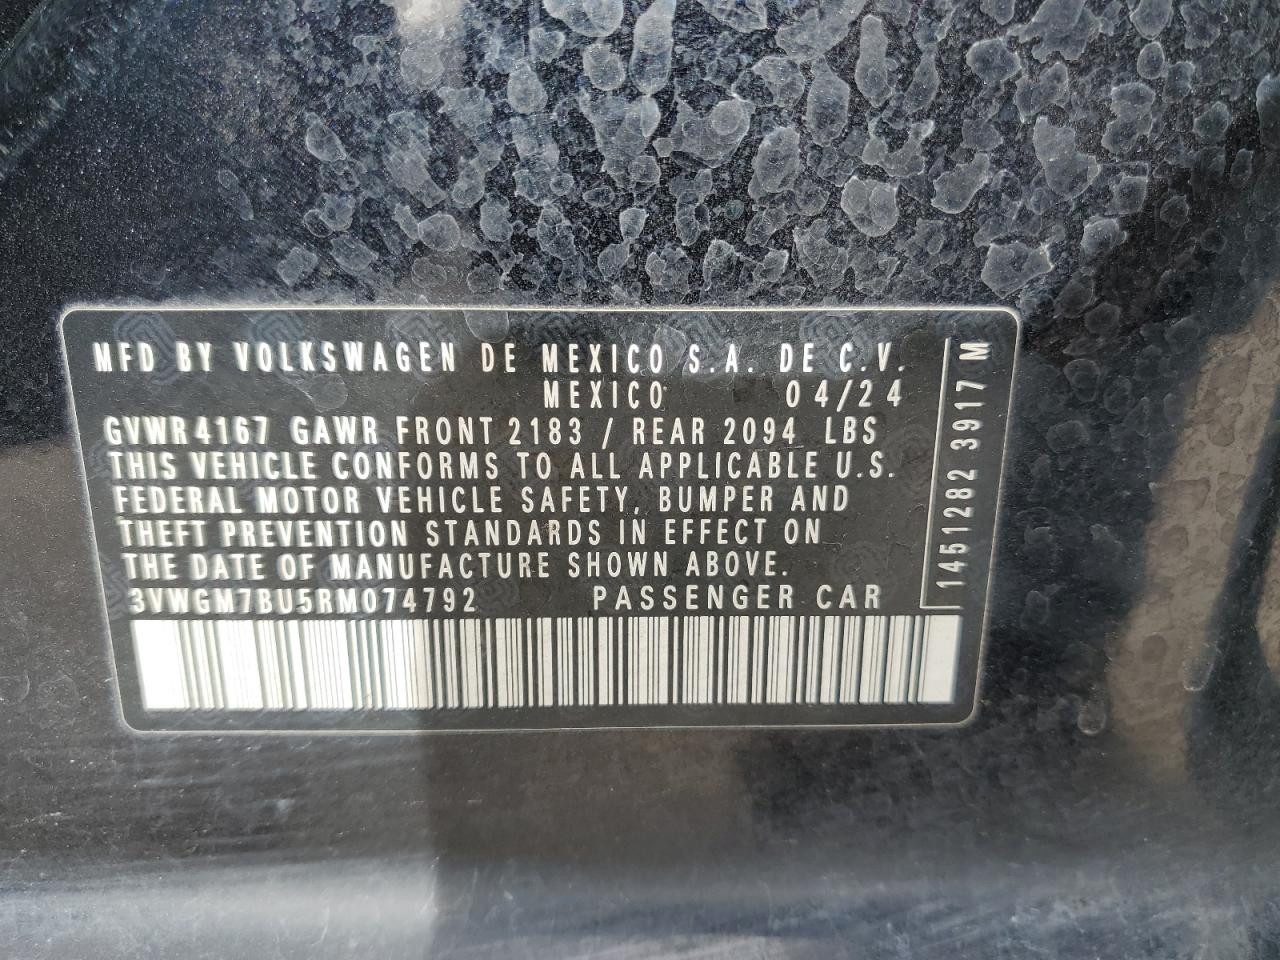 MFD BY VOLKSWAGEN DE MEXICO S.A. DE C.V.
MEXICO 04/24
GVWR 4167 GAWR FRONT 2183 / REAR 2094 LBS
THIS VEHICLE CONFORMS TO ALL APPLICABLE U.S.
FEDERAL MOTOR VEHICLE SAFETY, BUMPER AND
THEFT PREVENTION STANDARDS IN EFFECT ON
THE DATE OF MANUFACTURE SHOWN ABOVE.
3VWGM7BU5RM074792 PASSENGER CAR
1451282 3917 M